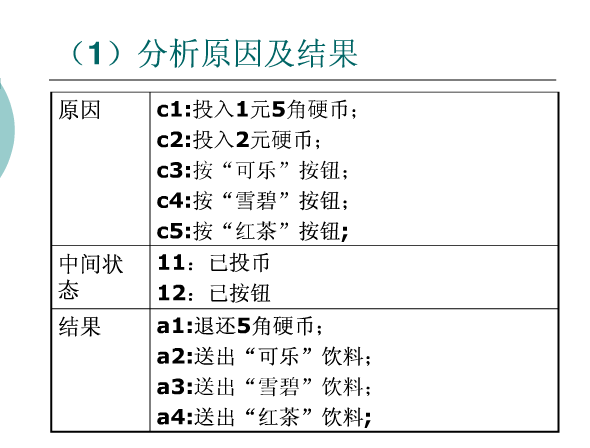 （1）分析原因及结果
原因
c1:投入1元5角硬币；
c2:投入2元硬币；
c3:按“可乐”按钮；
c4:按“雪碧”按钮；
c5:按“红茶”按钮;
中间状态
11：已投币
12：已按钮
结果
a1:退还5角硬币；
a2:送出“可乐”饮料；
a3:送出“雪碧”饮料；
a4:送出“红茶”饮料;